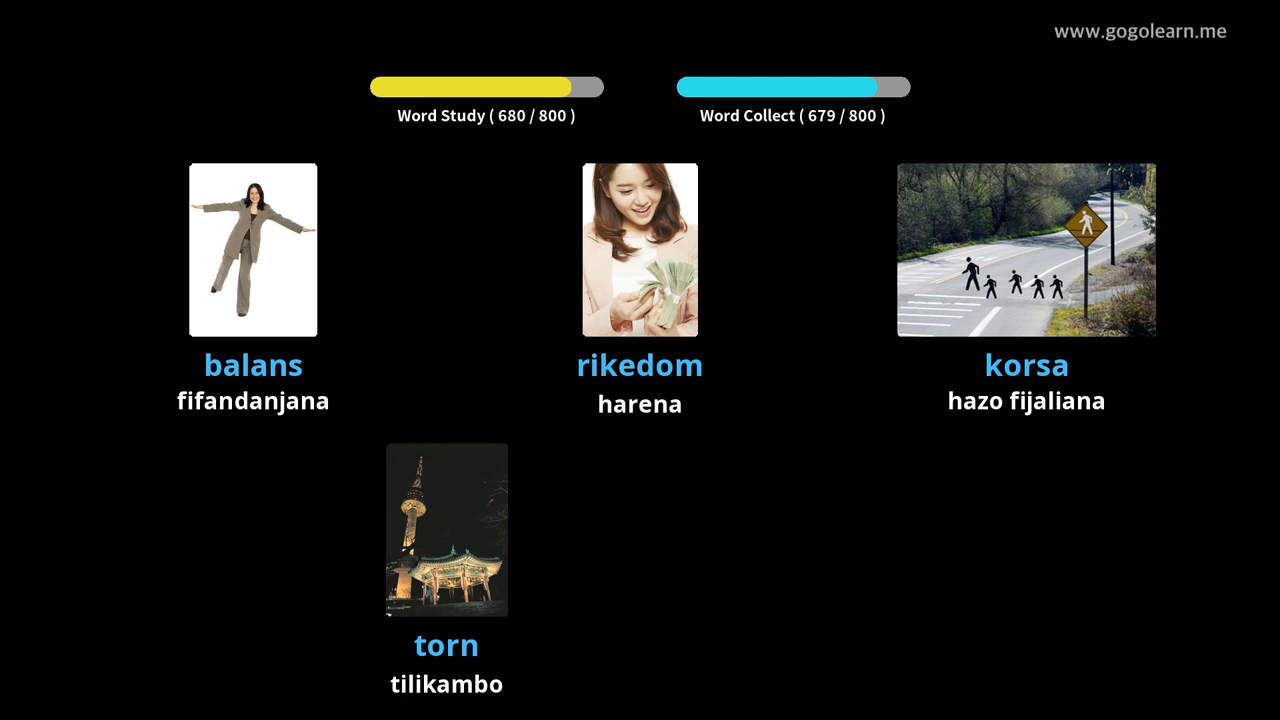 www.gogolearn.me
Word Study ( 680 / 800 )
Word Collect ( 679 / 800 )
balans
fifandanjana
rikedom
harena
korsa
hazo fijaliana
torn
tilikambo